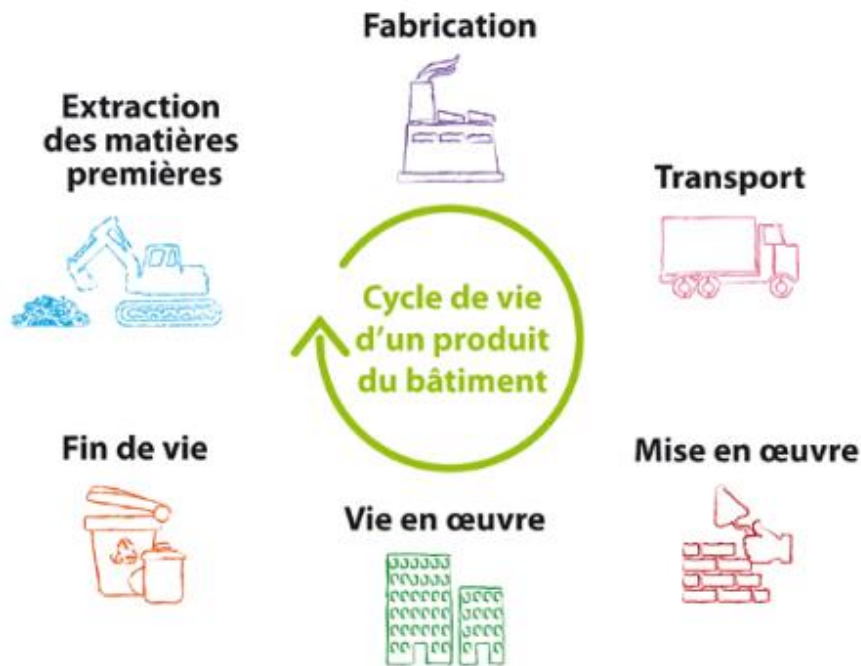 Fabrication
Extraction
des matières
premières
Transport
Cycle de vie
d'un produit
du bâtiment
Fin de vie
Mise en œuvre
Vie en œuvre